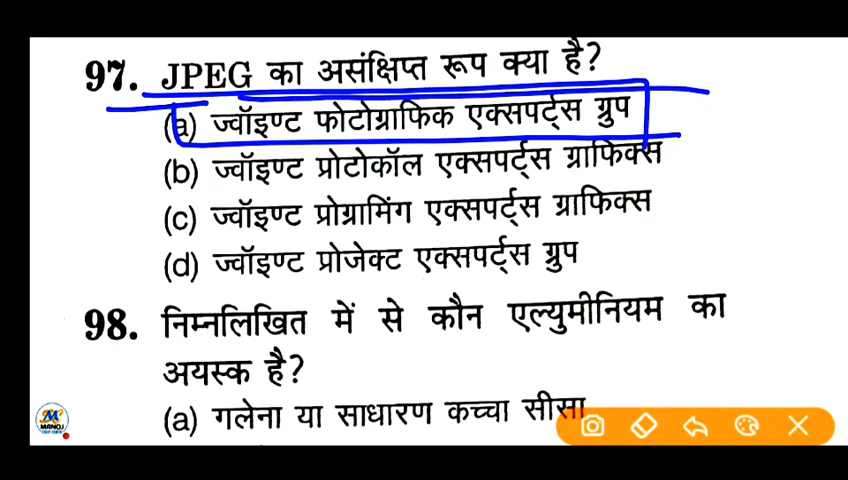 97. JPEG का असंक्षिप्त रूप क्या है?
(a) ज्वॉइण्ट फोटोग्राफिक एक्सपर्ट्स ग्रुप
(b) ज्वॉइण्ट प्रोटोकॉल एक्सपर्ट्स ग्राफिक्स
(c) ज्वॉइण्ट प्रोग्रामिंग एक्सपर्ट्स ग्राफिक्स
(d) ज्वॉइण्ट प्रोजेक्ट एक्सपर्ट्स ग्रुप
98. निम्नलिखित में से कौन एल्युमीनियम का
अयस्क है?
(a) गलेना या साधारण कच्चा सीसा
MANOJ